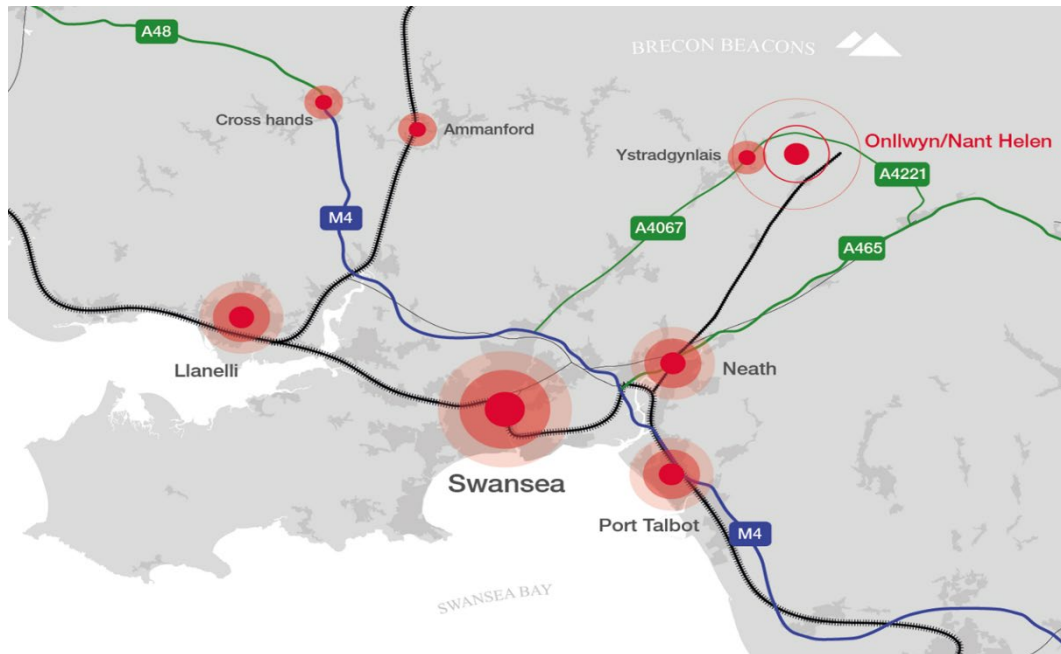 A48
BRECON BEACONS
Cross hands
Ammanford
Onllwyn/Nant Helen
Ystradgynlais
A4221
M4
A4067
A465
Llanelli
Neath
Swansea
Port Talbot
M4
SWANSEA BAY